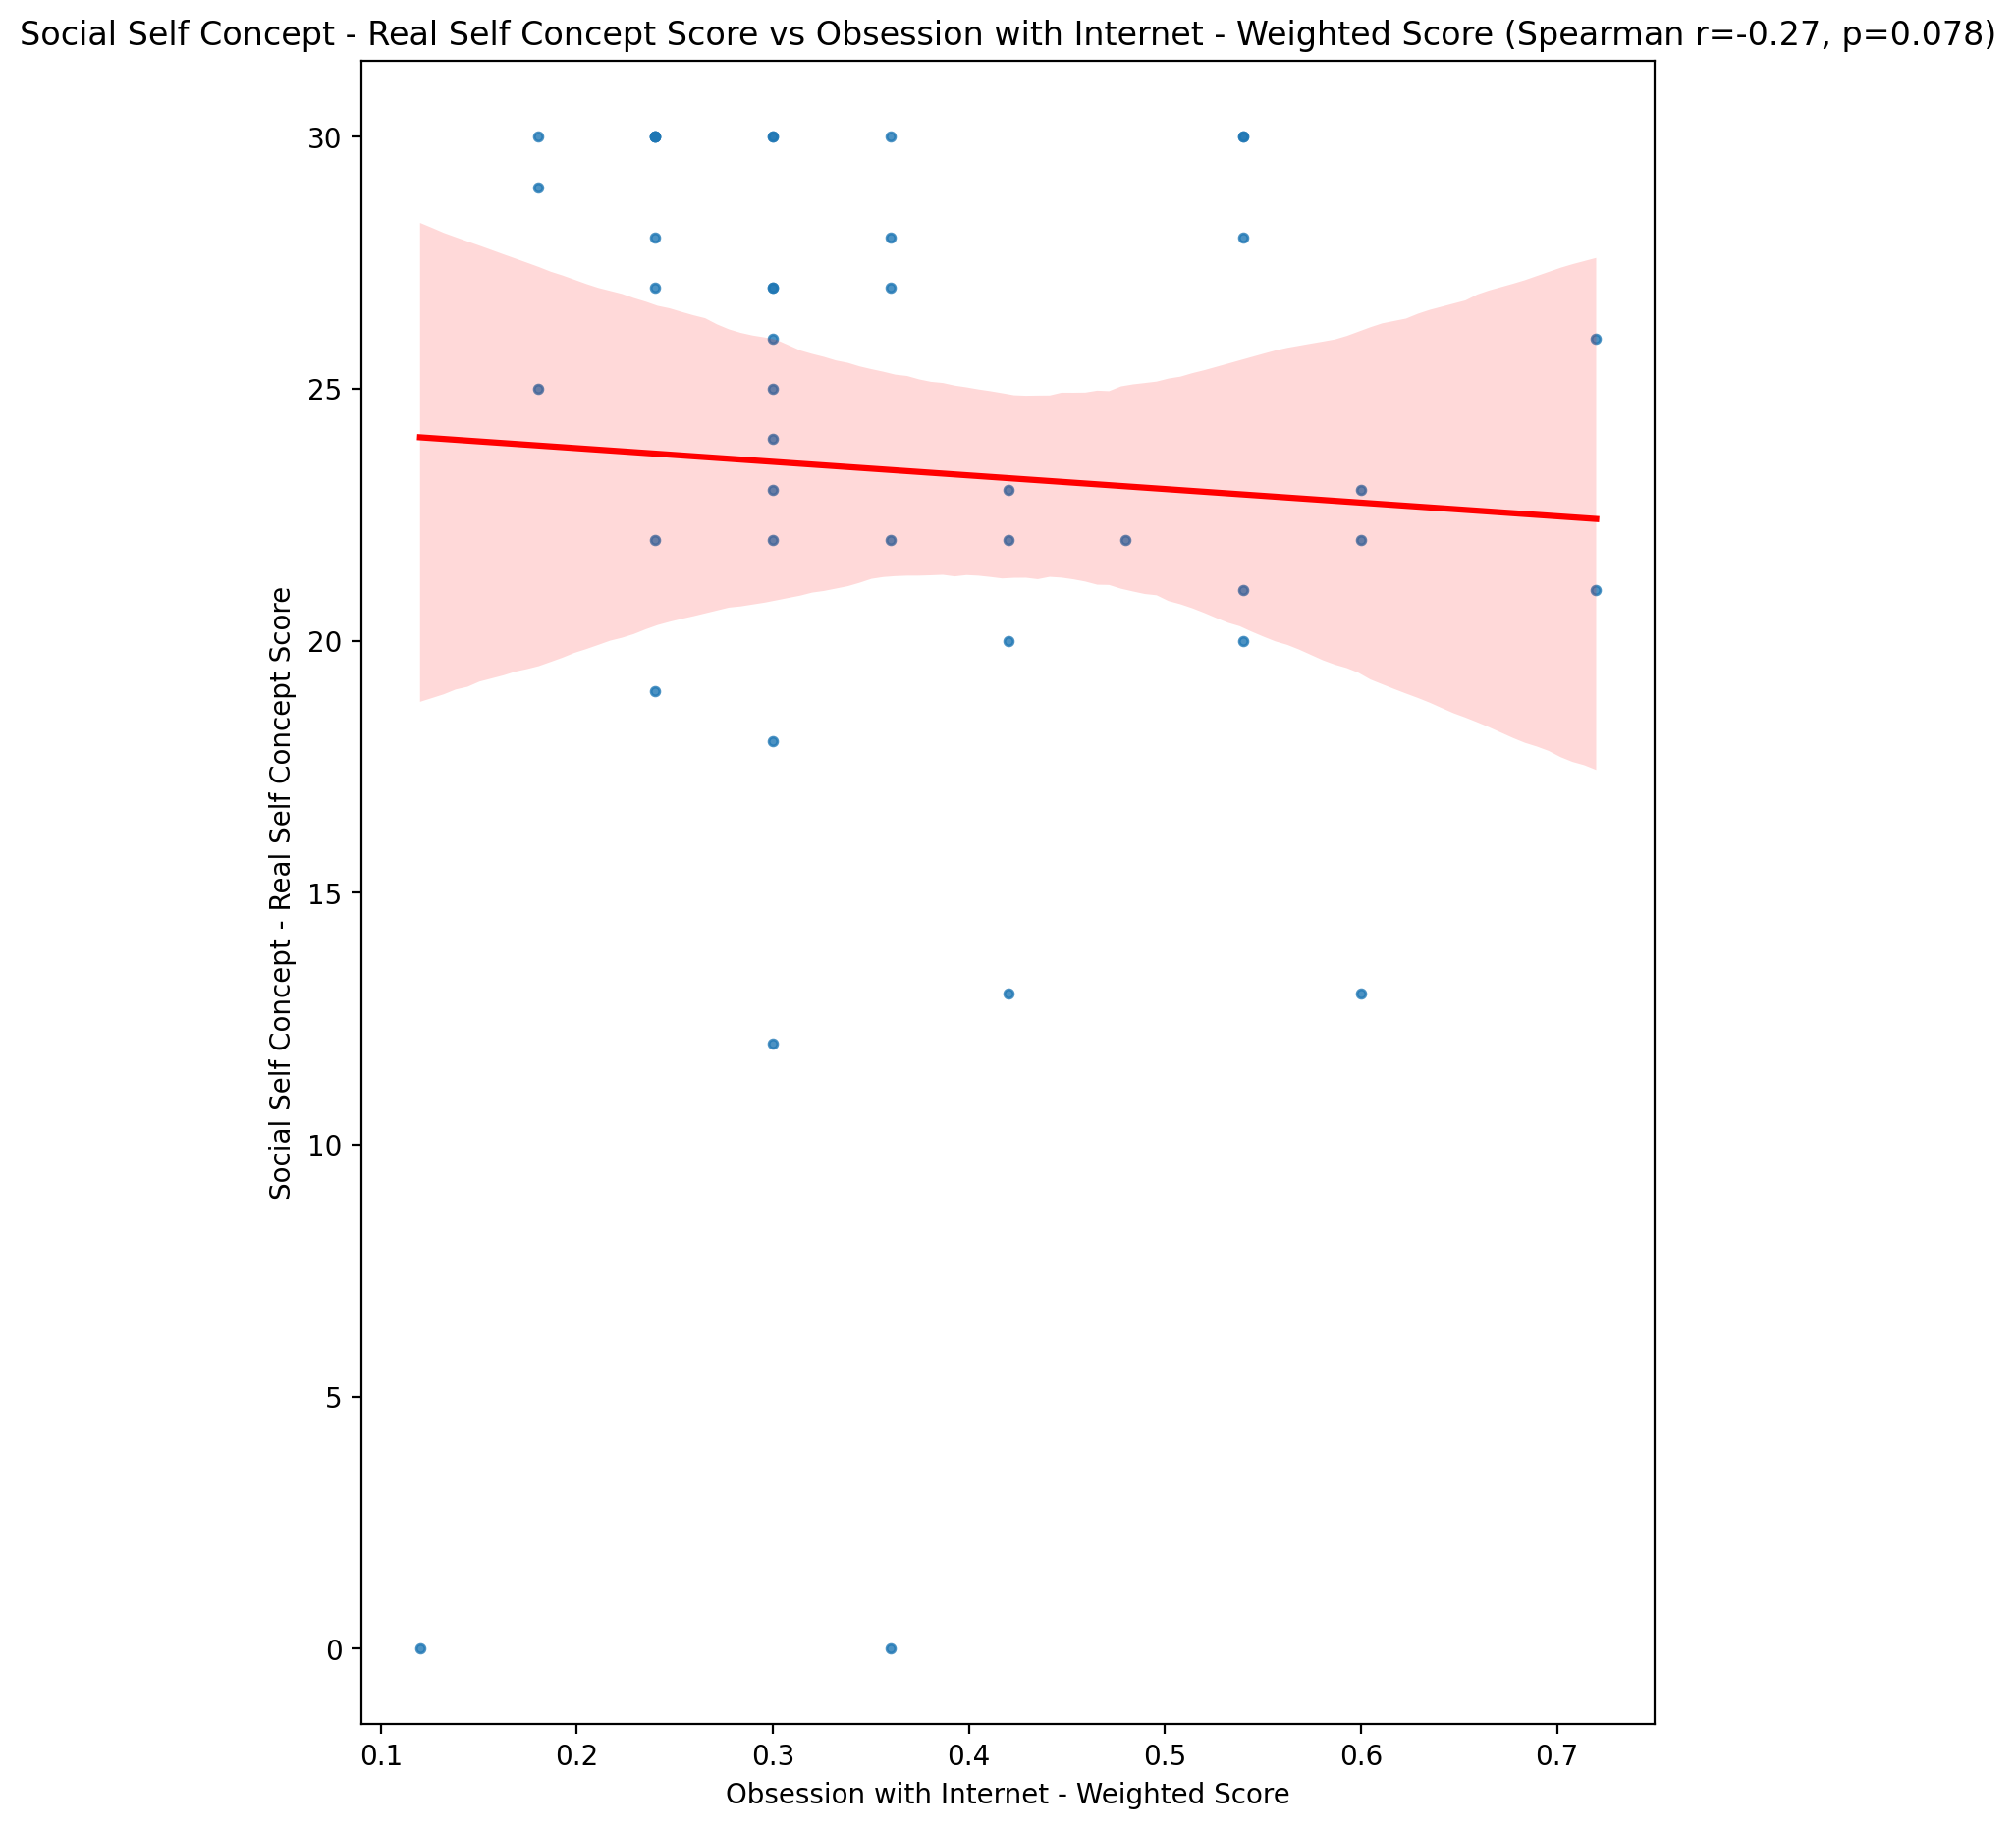 Social Self Concept - Real Self Concept Score vs Obsession with Internet - Weighted Score (Spearman r=-0.27, p=0.078)
Social Self Concept - Real Self Concept Score
30
25
20
15
10
5
0
0.1 0.2 0.3 0.4 0.5 0.6 0.7
Obsession with Internet - Weighted Score